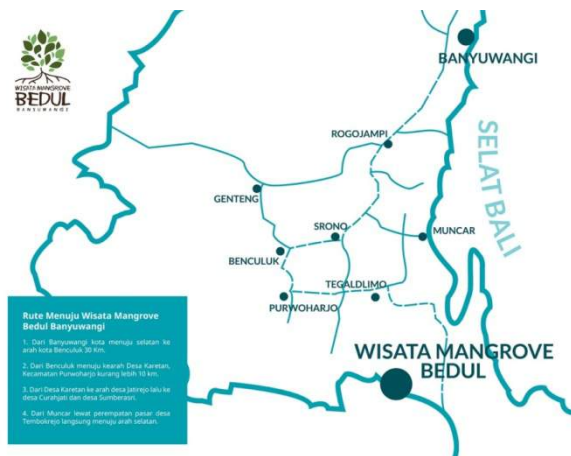 WISATA MANGROVE
BEDUL
BANYUWANGI
BANYUWANGI
SELAT BALI
ROGOJAMPI
GENTENG
SRONO
MUNCAR
BENCULUK
TEGALDLIMO
PURWOHARJO
WISATA MANGROVE
BEDUL
Rute Menuju Wisata Mangrove
Bedul Banyuwangi
1. Dari Banyuwangi kota menuju selatan ke
arah kota Benculuk 30 Km.
2. Dari Benculuk menuju kearah Desa Karetan,
Kecamatan Purwoharjo kurang lebih 10 km.
3. Dari Desa Karetan ke arah desa Jatirejo lalu ke
desa Curahjati dan desa Sumberasri.
4. Dari Muncar lewat perempatan pasar desa
Tembokrejo langsung menuju arah selatan.